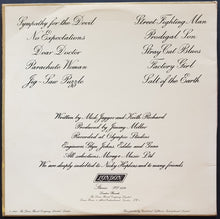 Sympathy for the Devil
No Expectations
Dear Doctor
Parachute Woman
Jig-Saw Puzzle
Street Fighting Man
Prodigal Son
Stray Cat Blues
Factory Girl
Salt of the Earth
Written by Mick Jagger and Keith Richard
Produced by Jimmy Miller
Recorded at Olympic Studios
Engineers Glyn Johns, Eddie and Gene
All selections, Mirage Music Ltd
We are deeply indebted to Nicky Hopkins and to many friends
LONDON
Stereo